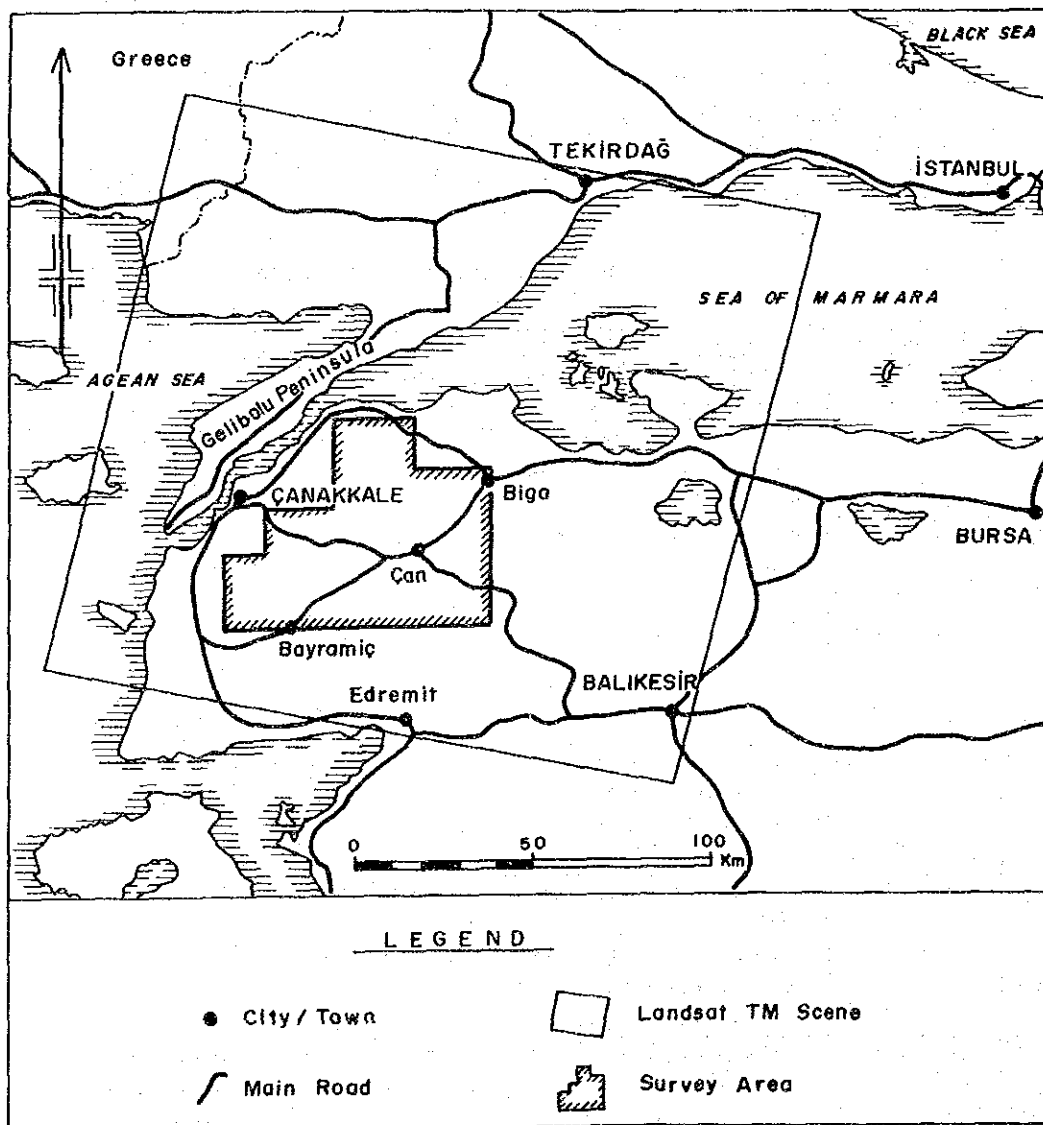 BLACK SEA
Greece
TEKİRDAĞ
İSTANBUL
SEA OF MARMARA
AGEAN SEA
Gelibolu Peninsula
ÇANAKKALE
Biga
BURSA
Çan
Bayramiç
Edremit
BALIKESİR
0 50 100
Km
LEGEND
City/Town
Landsat TM Scene
Main Road
Survey Area